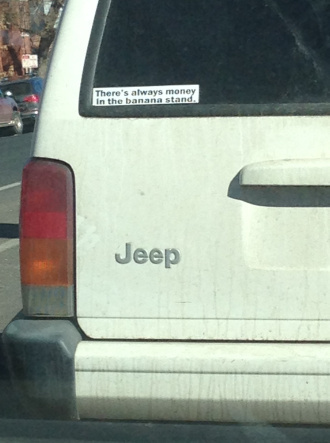 There's always money
in the banana stand.
Jeep